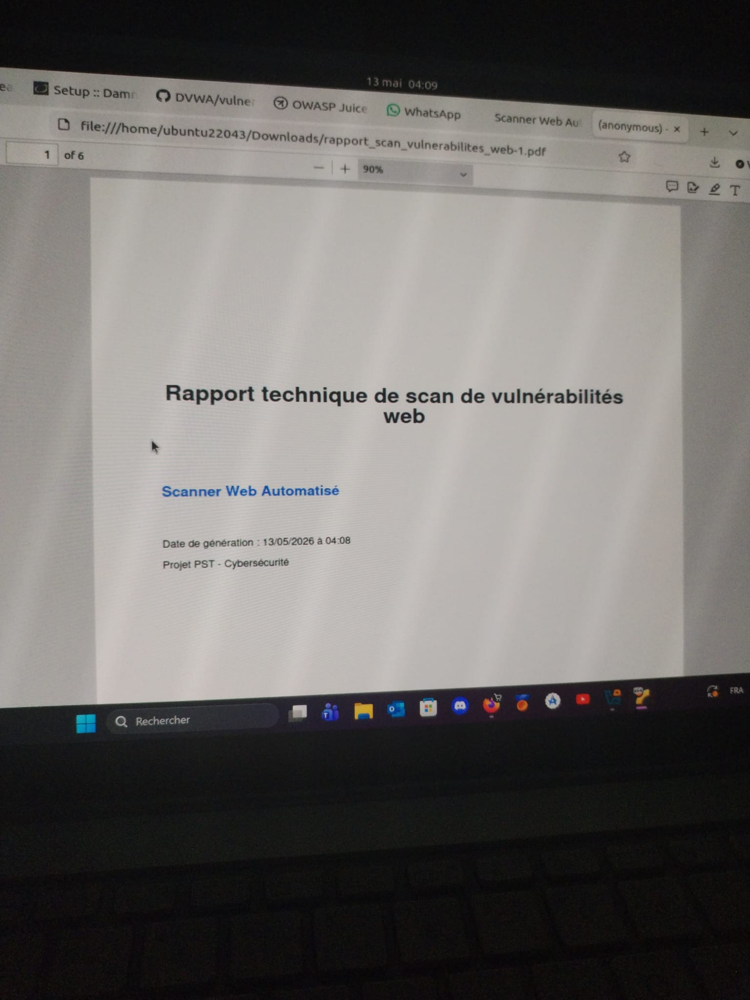 13 mai 04:09
Setup :: Damn
DVWA/vulner
OWASP Juice
WhatsApp
Scanner Web Au
(anonymous) -
file:///home/ubuntu22043/Downloads/rapport_scan_vulnerabilites_web-1.pdf
1 of 6
90%
Rapport technique de scan de vulnérabilités
web
Scanner Web Automatisé
Date de génération : 13/05/2026 à 04:08
Projet PST - Cybersécurité
Rechercher
FRA